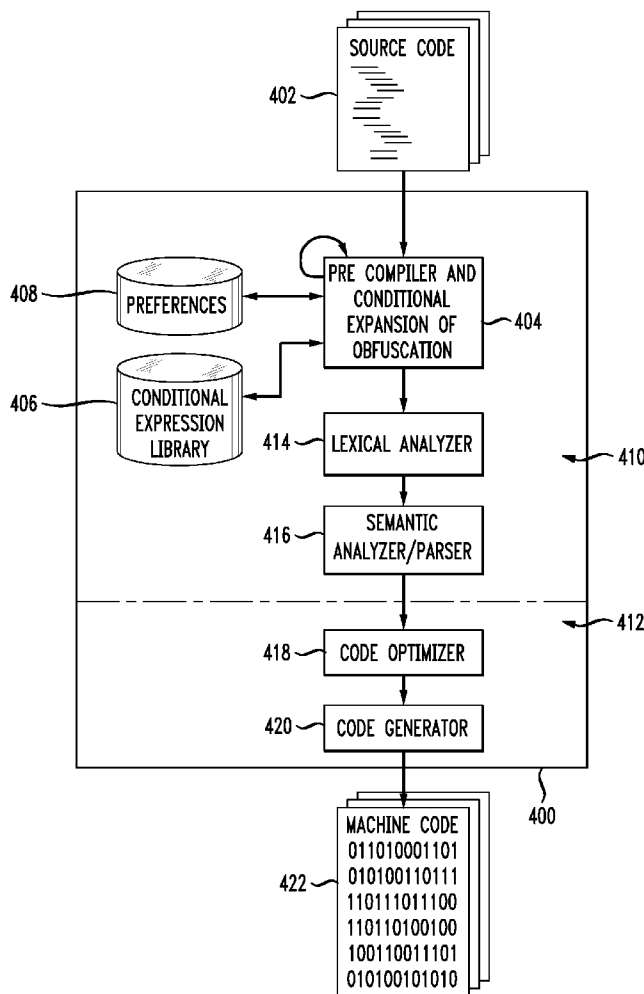 SOURCE CODE
402
PRE COMPILER AND
CONDITIONAL
EXPANSION OF
OBFUSCATION
404
408
PREFERENCES
406
CONDITIONAL
EXPRESSION
LIBRARY
414
LEXICAL ANALYZER
410
416
SEMANTIC
ANALYZER/PARSER
412
418
CODE OPTIMIZER
420
CODE GENERATOR
400
MACHINE CODE
422
011010001101
010100110111
110111011100
110110100100
100110011101
010100101010